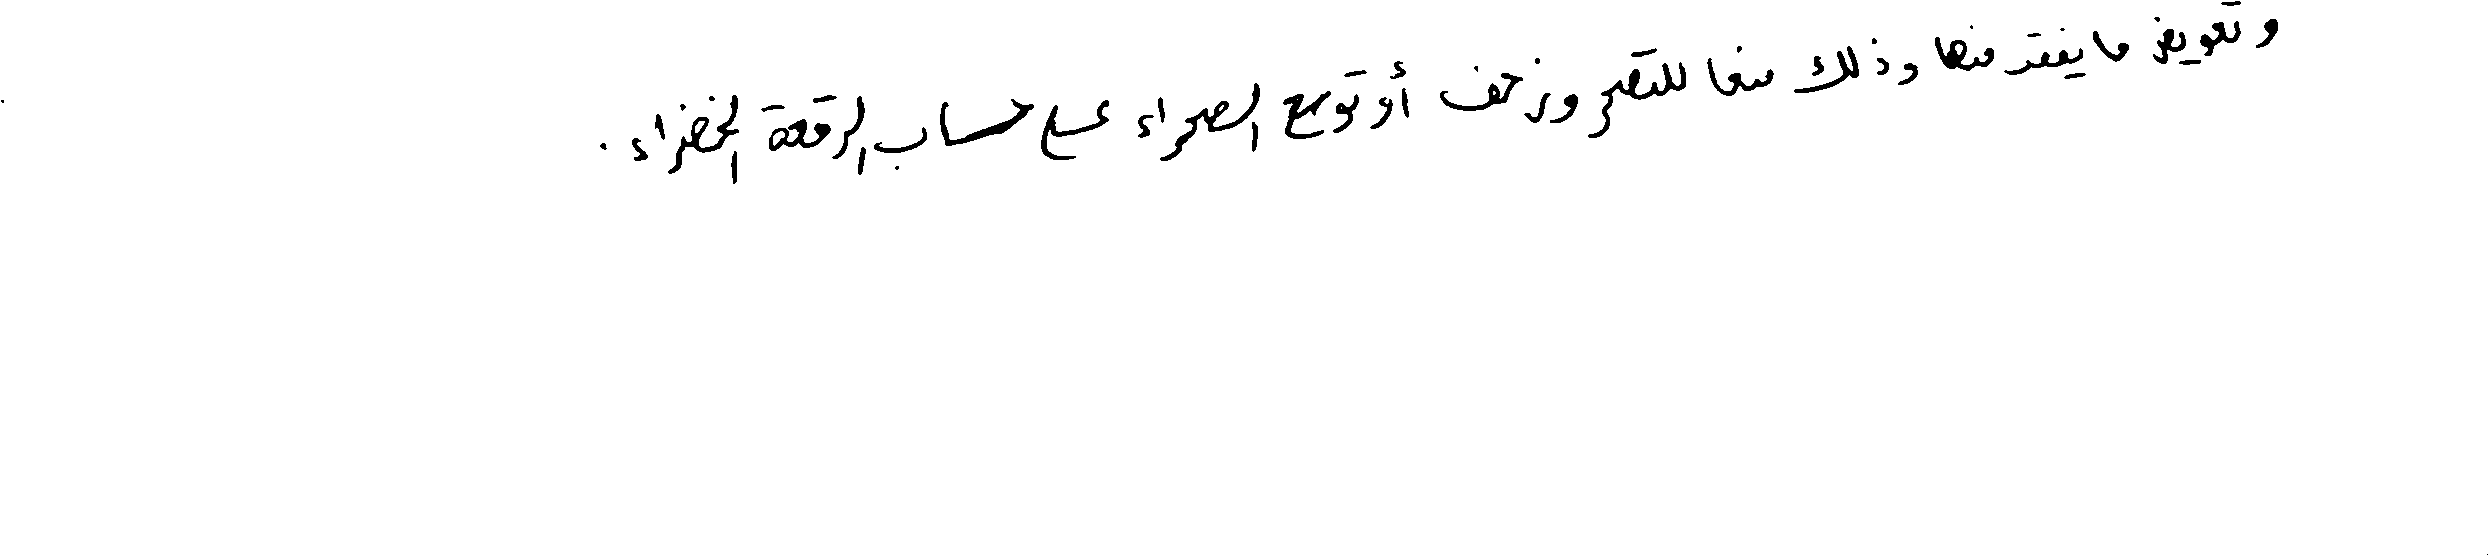 وتعويض ما يفقد منها وذلك منعا للتصحر وزحف أو توسع الصحراء على حساب الرقعة الخضراء .